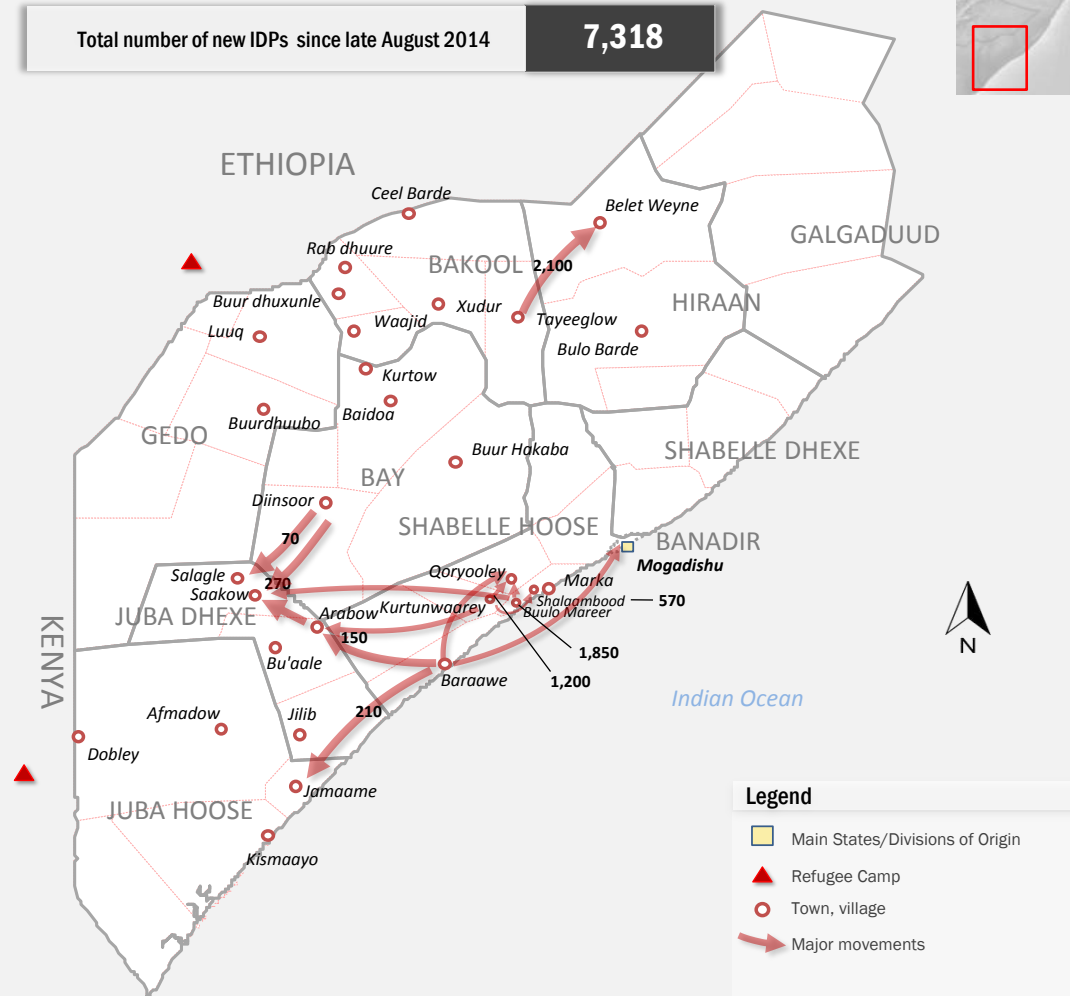 Total number of new IDPs since late August 2014
7,318
ETHIOPIA
Ceel Barde
Belet Weyne
Rab dhuure
BAKOOL
2,100
GALGADUUD
Buur dhuxunle
Xudur
HIRAAN
Luuq
Waajid
Tayeeglow
Bulo Barde
Kurtow
Baidoa
Buurdhuubo
GEDO
Buur Hakaba
SHABELLE DHEXE
BAY
Diinsoor
SHABELLE HOOSE
70
BANADIR
Mogadishu
Salagle
270
Qoryooley
Marka
Saakow
Shalaambood
570
JUBA DHEXE
Arabow
Kurtunwaarey
Buulo Mareer
150
1,850
KENYA
Bu'aale
Baraawe
1,200
Indian Ocean
N
Afmadow
Jilib
210
Dobley
Jamaame
JUBA HOOSE
Kismaayo
Legend
Main States/Divisions of Origin
Refugee Camp
Town, village
Major movements